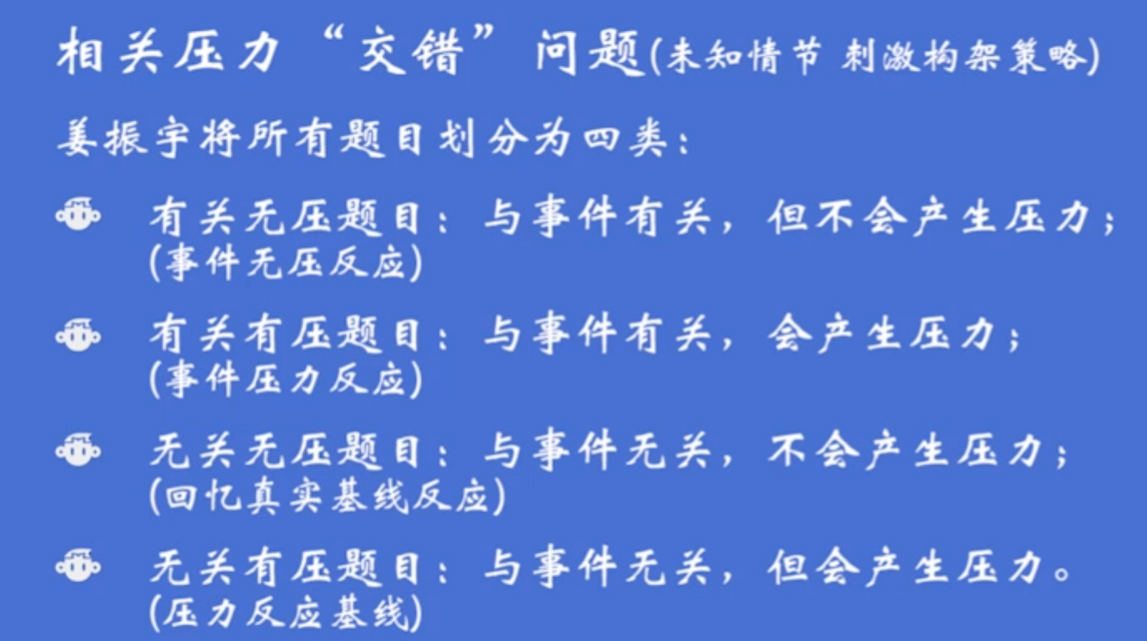 相关压力“交错”问题(未知情节 刺激构架策略)
姜振宇将所有题目划分为四类：
有关无压题目：与事件有关，但不会产生压力；
(事件无压反应)
有关有压题目：与事件有关，会产生压力；
(事件压力反应)
无关无压题目：与事件无关，不会产生压力；
(回忆真实基线反应)
无关有压题目：与事件无关，但会产生压力。
(压力反应基线)